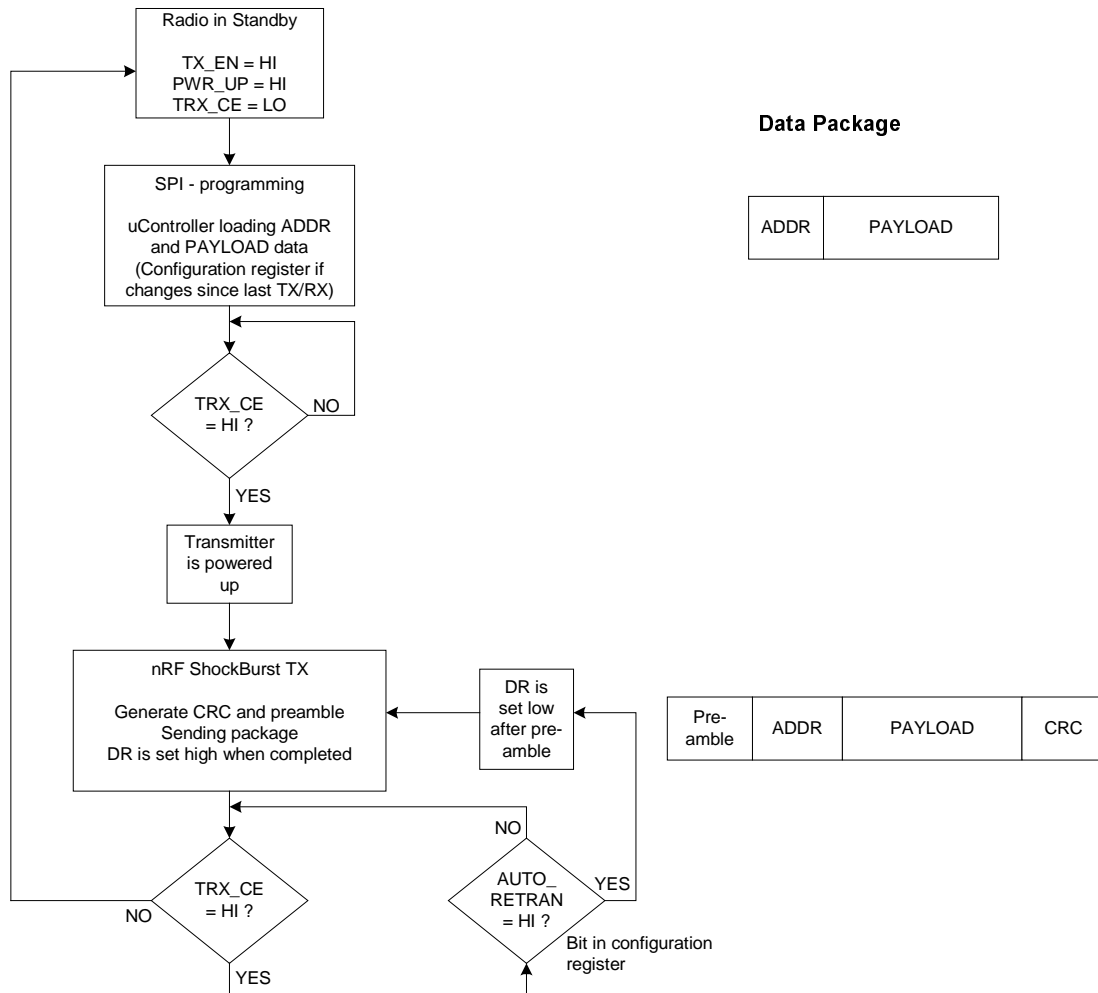 Radio in Standby
TX_EN = HI
PWR_UP = HI
TRX_CE = LO
Data Package
SPI - programming
uController loading ADDR
and PAYLOAD data
(Configuration register if
changes since last TX/RX)
ADDR
PAYLOAD
TRX_CE
= HI ?
NO
YES
Transmitter
is powered
up
nRF ShockBurst TX
Generate CRC and preamble
Sending package
DR is set high when completed
DR is
set low
after pre-
amble
Pre-
amble
ADDR
PAYLOAD
CRC
NO
TRX_CE
= HI ?
NO
YES
AUTO_
RETRAN
= HI ?
YES
Bit in configuration
register